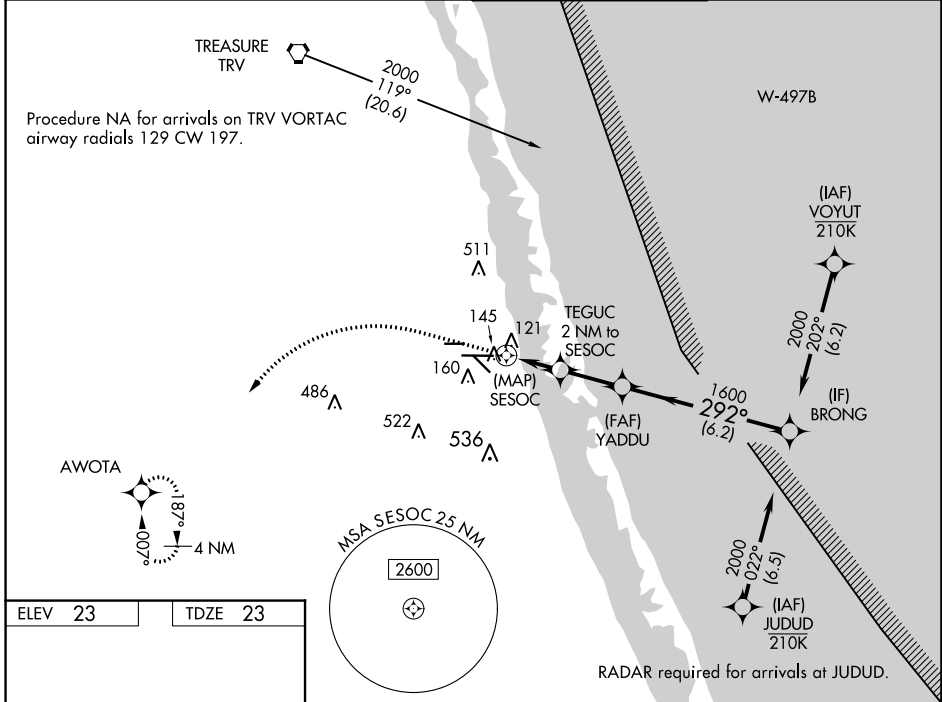 TREASURE
TRV
2000
119°
(20.6)
W-497B
Procedure NA for arrivals on TRV VORTAC
airway radials 129 CW 197.
(IAF)
VOYUT
210K
2000
202°
(6.2)
511
145
121
TEGUC
2 NM to
SESOC
160
(MAP)
SESOC
1600
292°
(6.2)
(IF)
BRONG
(FAF)
YADDU
486
522
536
AWOTA
187°
007°
4 NM
MSA SESOC 25 NM
2600
2000
022°
(6.5)
(IAF)
JUDUD
210K
RADAR required for arrivals at JUDUD.
ELEV 23
TDZE 23